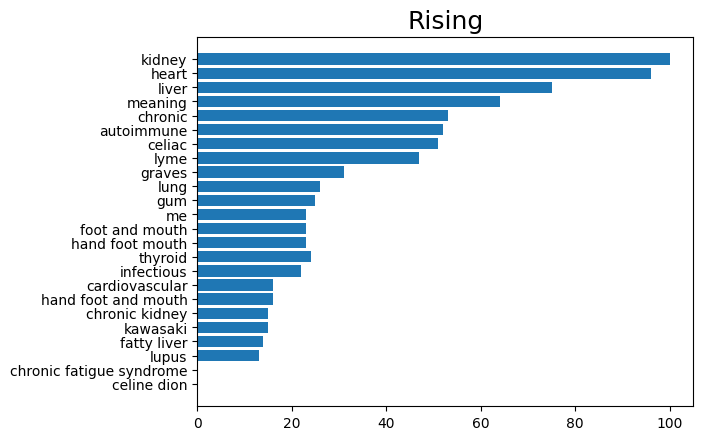 Rising
kidney
heart
liver
meaning
chronic
autoimmune
celiac
lyme
graves
lung
gum
me
foot and mouth
hand foot mouth
thyroid
infectious
cardiovascular
hand foot and mouth
chronic kidney
kawasaki
fatty liver
lupus
chronic fatigue syndrome
celine dion
0 20 40 60 80 100